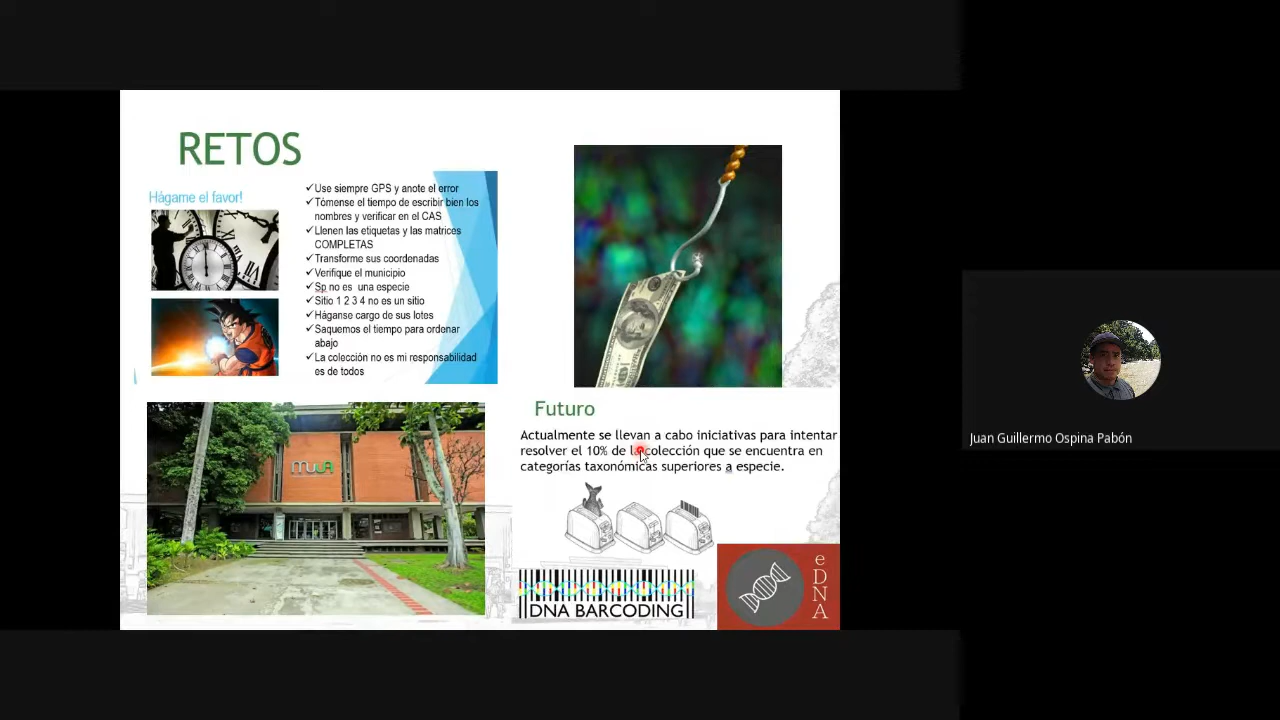 RETOS
Hágame el favor!
✓Use siempre GPS y anote el error
✓Tómense el tiempo de escribir bien los
nombres y verificar en el CAS
✓Llenen las etiquetas y las matrices
COMPLETAS
✓Transforme sus coordenadas
✓Verifique el municipio
✓Sp no es una especie
✓Sitio 1 2 3 4 no es un sitio
✓Háganse cargo de sus lotes
✓Saquemos el tiempo para ordenar
abajo
✓La colección no es mi responsabilidad
es de todos
MUUA
Futuro
Actualmente se llevan a cabo iniciativas para intentar
resolver el 10% de la colección que se encuentra en
categorías taxonómicas superiores a especie.
DNA BARCODING
eDNA
Juan Guillermo Ospina Pabón